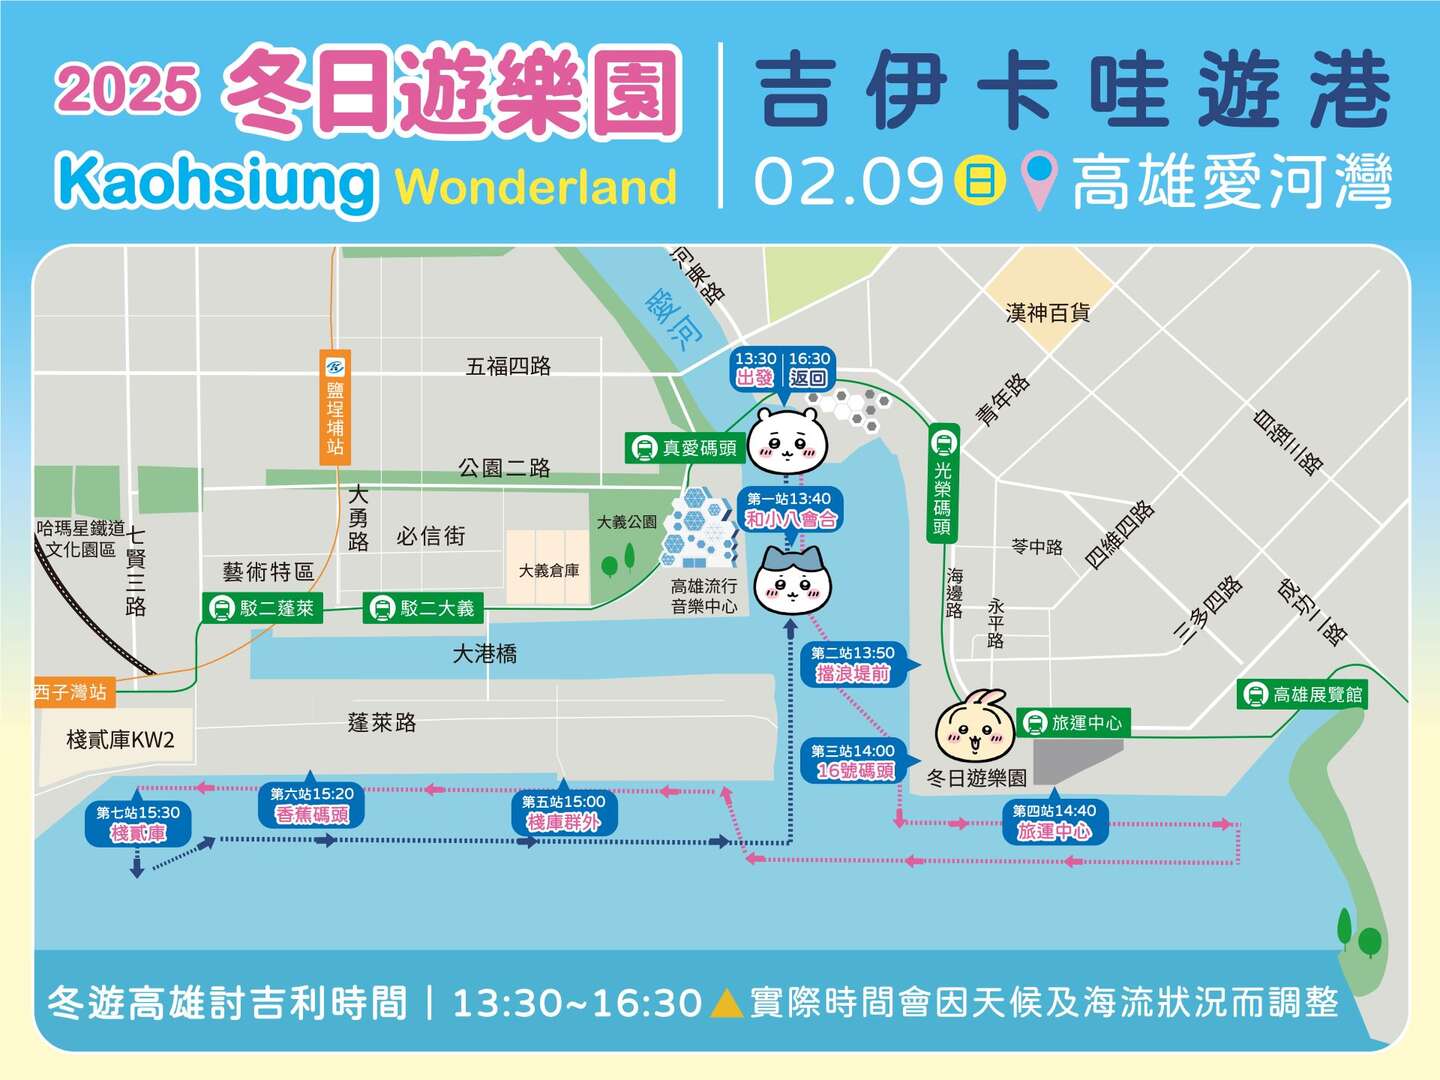 2025 冬日遊樂園
Kaohsiung Wonderland
吉伊卡哇遊港
02.09 日 高雄愛河灣
河東路
愛河
漢神百貨
五福四路
13:30 出發
16:30 返回
鹽埕埔站
青年路
自強三路
真愛碼頭
光榮碼頭
公園二路
第一站13:40
和小八會合
大勇路
哈瑪星鐵道
文化園區
七賢三路
必信街
大義公園
大義倉庫
藝術特區
高雄流行
音樂中心
苓中路
四維四路
海邊路
永平路
三多四路
成功二路
駁二蓬萊
駁二大義
大港橋
第二站13:50
擋浪堤前
西子灣站
高雄展覽館
旅運中心
蓬萊路
棧貳庫KW2
第三站14:00
16號碼頭
冬日遊樂園
第四站14:40
旅運中心
第五站15:00
棧庫群外
第六站15:20
香蕉碼頭
第七站15:30
棧貳庫
冬遊高雄討吉利時間｜13:30~16:30▲實際時間會因天候及海流狀況而調整